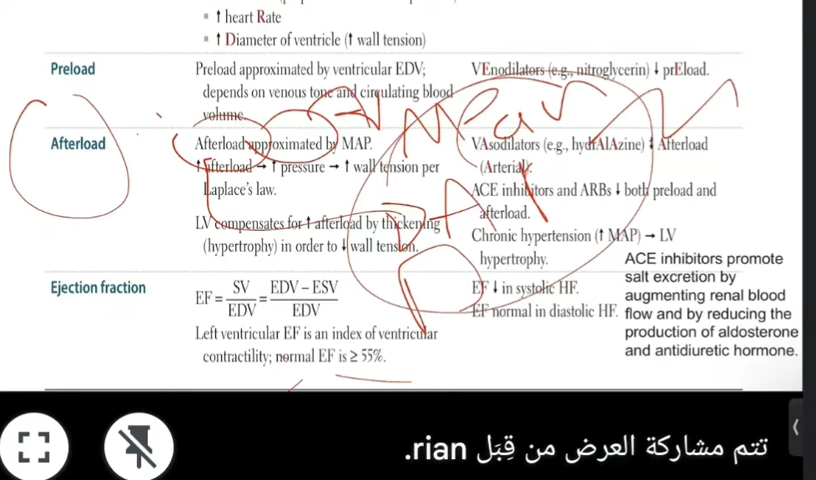 ▪ ↑ heart Rate
▪ ↑ Diameter of ventricle (↑ wall tension)
Preload
Preload approximated by ventricular EDV;
depends on venous tone and circulating blood
volume.
VEnodilators (e.g., nitroglycerin) ↓ prEload.
Afterload
Afterload approximated by MAP.
↑ afterload → ↑ pressure → ↑ wall tension per
Laplace's law.
LV compensates for ↑ afterload by thickening
(hypertrophy) in order to ↓ wall tension.
VAsodilators (e.g., hydrAlAzine) ↓ Afterload
(Arterial).
ACE inhibitors and ARBs ↓ both preload and
afterload.
Chronic hypertension (↑ MAP) → LV
hypertrophy.
Mean
Ejection fraction
EF = SV / EDV = EDV – ESV / EDV
Left ventricular EF is an index of ventricular
contractility; normal EF is ≥ 55%.
EF ↓ in systolic HF.
EF normal in diastolic HF.
ACE inhibitors promote
salt excretion by
augmenting renal blood
flow and by reducing the
production of aldosterone
and antidiuretic hormone.
تتم مشاركة العرض من قِبَل rian.